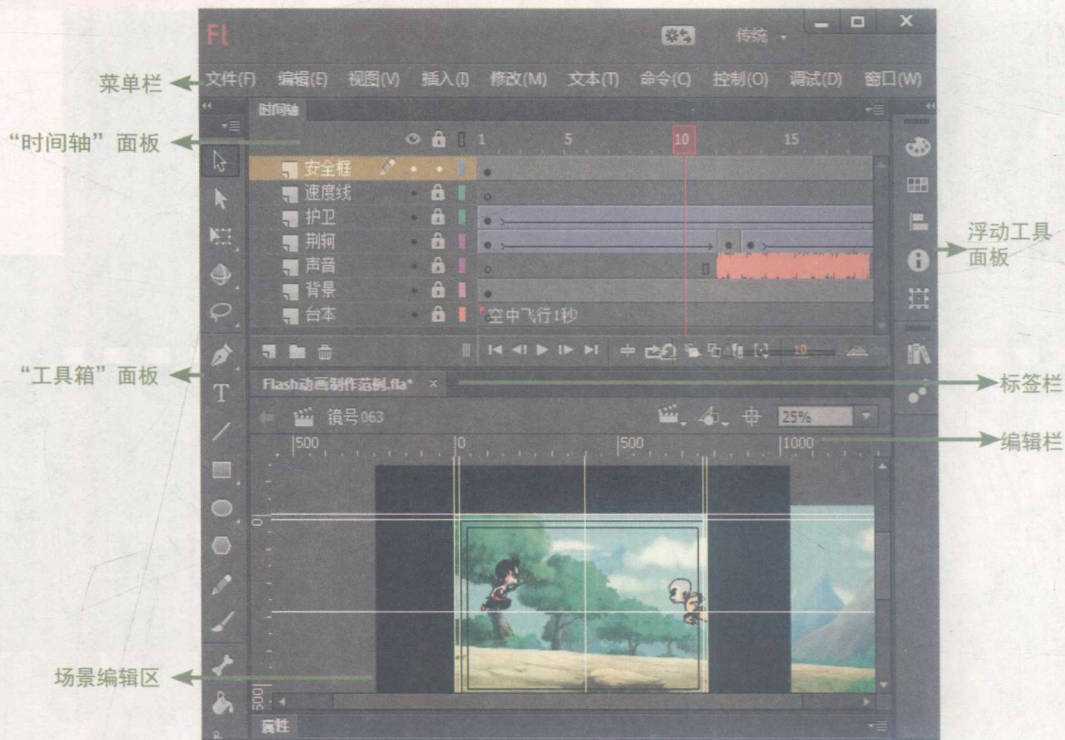 Fl
传统
菜单栏
文件(F) 编辑(E) 视图(V) 插入(I) 修改(M) 文本(T) 命令(C) 控制(O) 调试(D) 窗口(W)
时间轴
“时间轴”面板
1 5 10 15
安全框
速度线
护卫
荆轲
声音
背景
台本
空中飞行1秒
浮动工具
面板
10
“工具箱”面板
T
Flash动画制作范例.fla* ×
标签栏
镜号063
25%
编辑栏
500 0 500 1000
0
场景编辑区
500
属性